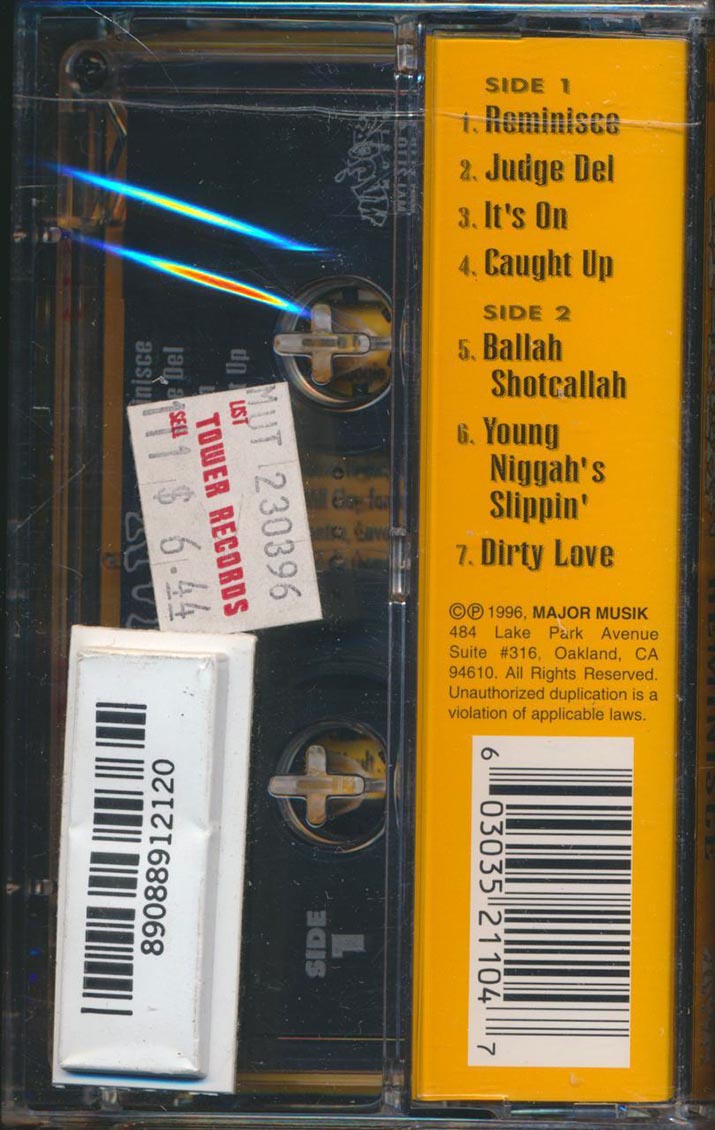 SIDE 1
1. Reminisce
2. Judge Del
3. It's On
4. Caught Up
SIDE 2
5. Ballah
Shotcallah
6. Young
Niggah's
Slippin'
7. Dirty Love
©℗ 1996, MAJOR MUSIK
484 Lake Park Avenue
Suite #316, Oakland, CA
94610. All Rights Reserved.
Unauthorized duplication is a
violation of applicable laws.
6 03035 21104 7
MUT 230896
LIST
TOWER RECORDS
SELL
111 $ 6.44
89088912120
SIDE
1